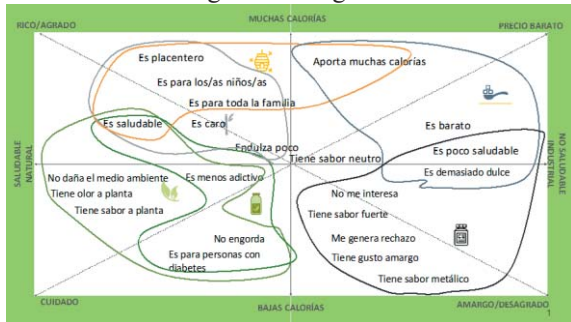 RICO/AGRADO
MUCHAS CALORÍAS
PRECIO BARATO
Es placentero
Aporta muchas calorías
Es para los/as niños/as
Es para toda la familia
Es saludable
Es caro
Es barato
Endulza poco
Tiene sabor neutro
Es poco saludable
Es demasiado dulce
SALUDABLE
NATURAL
NO SALUDABLE
INDUSTRIAL
No daña el medio ambiente
Es menos adictivo
Tiene olor a planta
Tiene sabor a planta
No me interesa
Tiene sabor fuerte
No engorda
Me genera rechazo
Es para personas con
diabetes
Tiene gusto amargo
Tiene sabor metálico
CUIDADO
BAJAS CALORÍAS
AMARGO/DESAGRADO
1